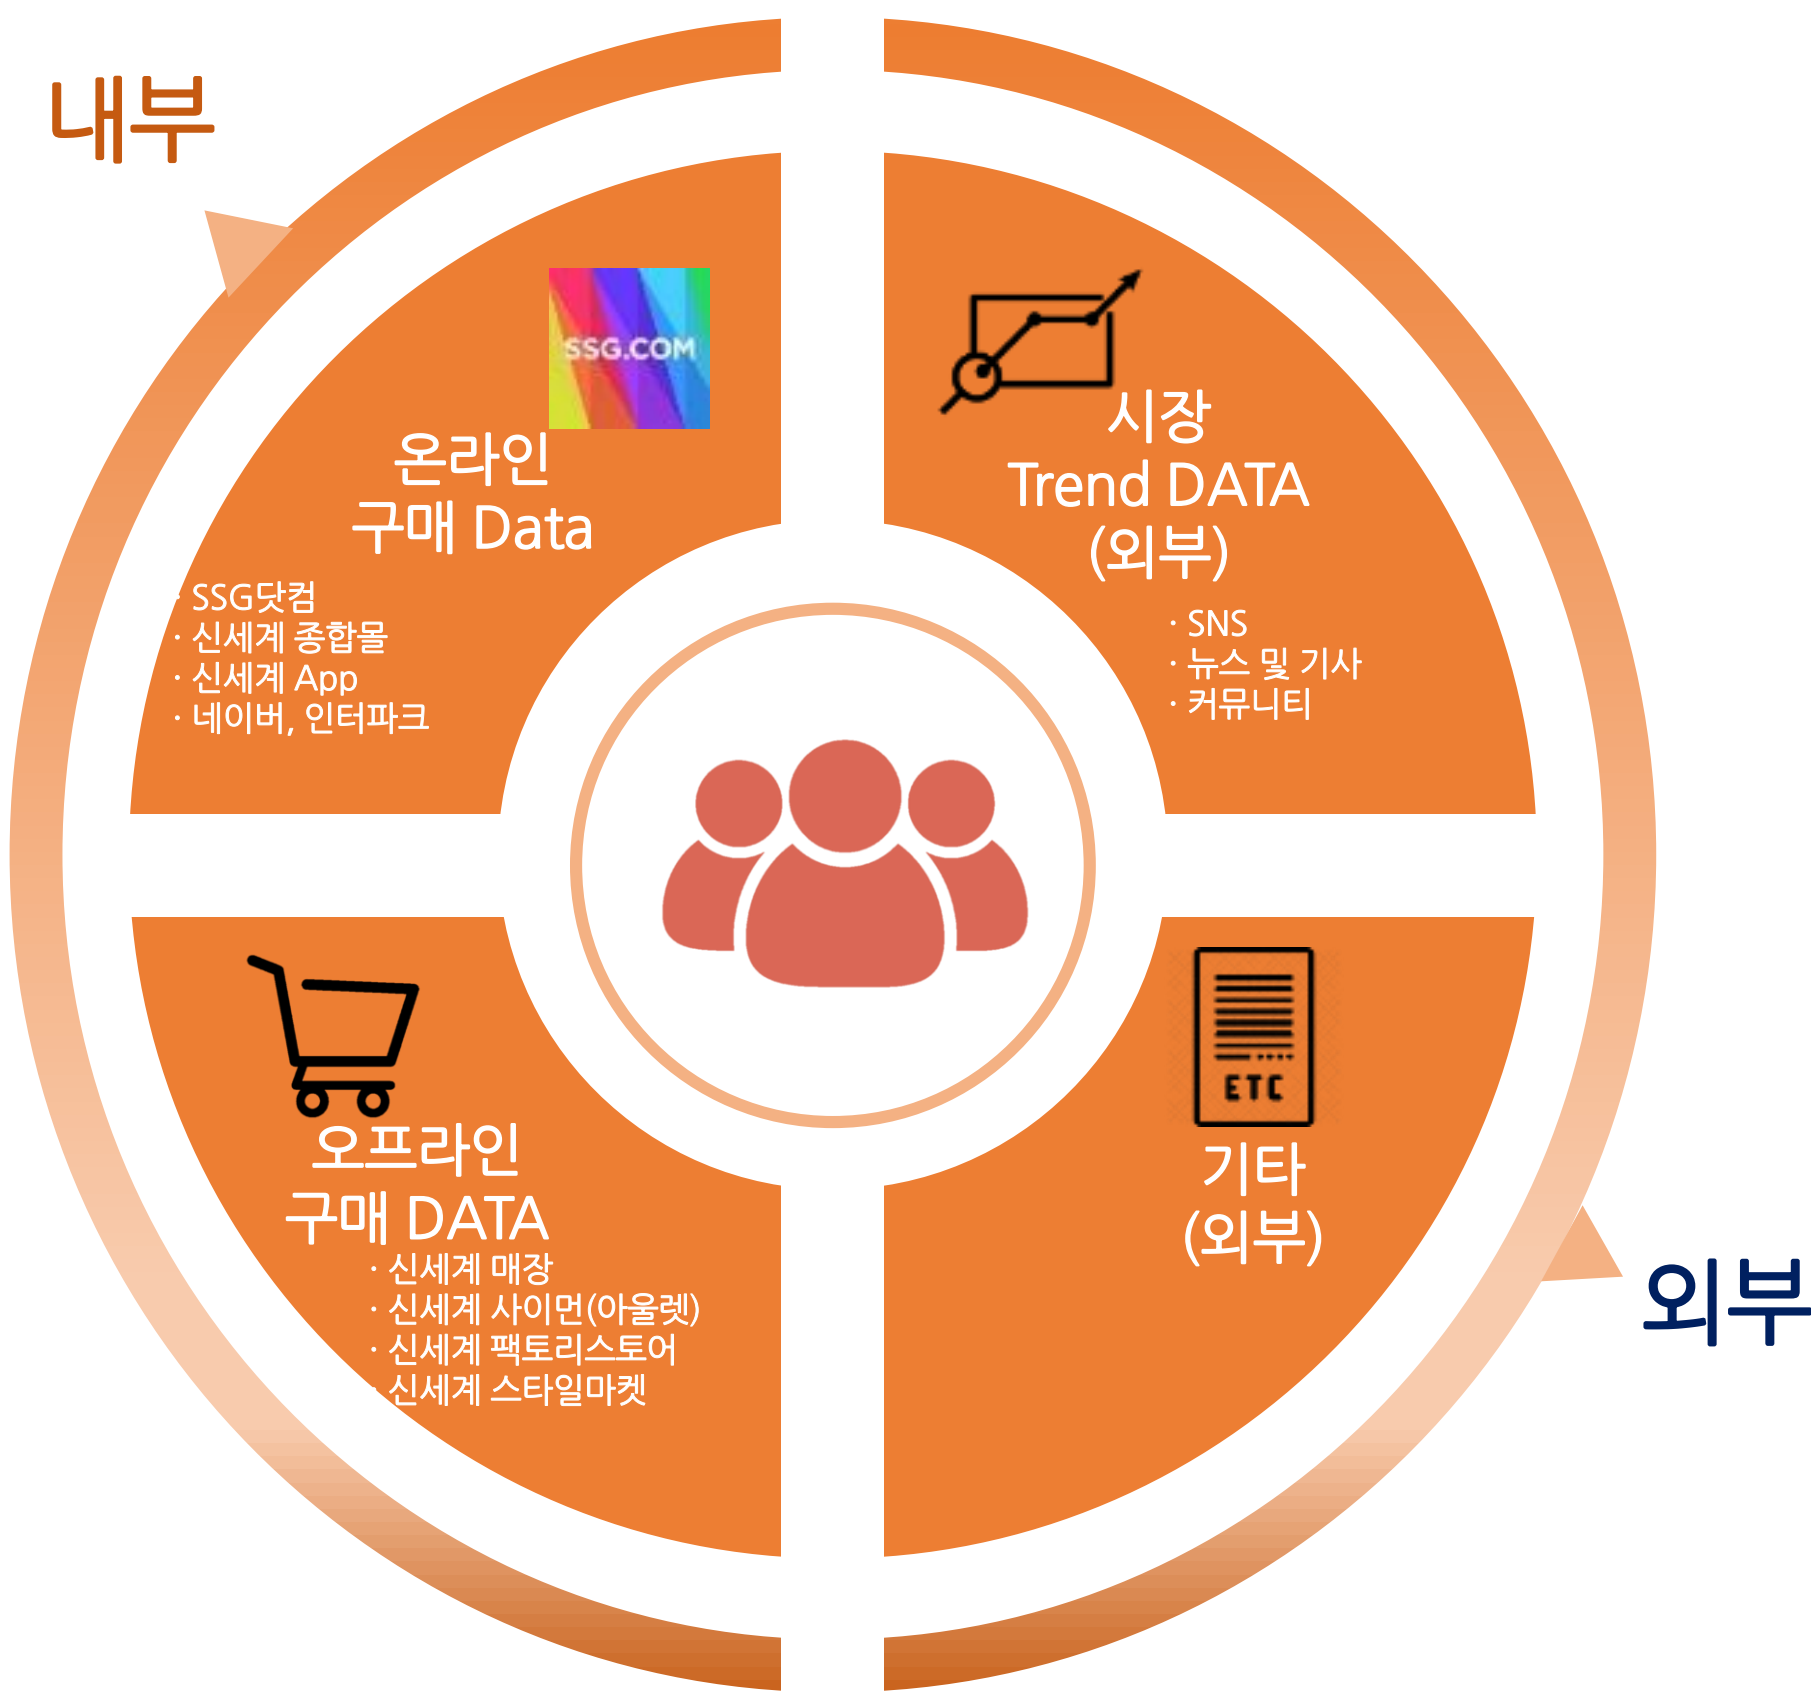 내부
SSG.COM
온라인
구매 Data
· SSG닷컴
· 신세계 종합몰
· 신세계 App
· 네이버, 인터파크
시장
Trend DATA
(외부)
· SNS
· 뉴스 및 기사
· 커뮤니티
오프라인
구매 DATA
· 신세계 매장
· 신세계 사이먼(아울렛)
· 신세계 팩토리스토어
· 신세계 스타일마켓
ETC
기타
(외부)
외부